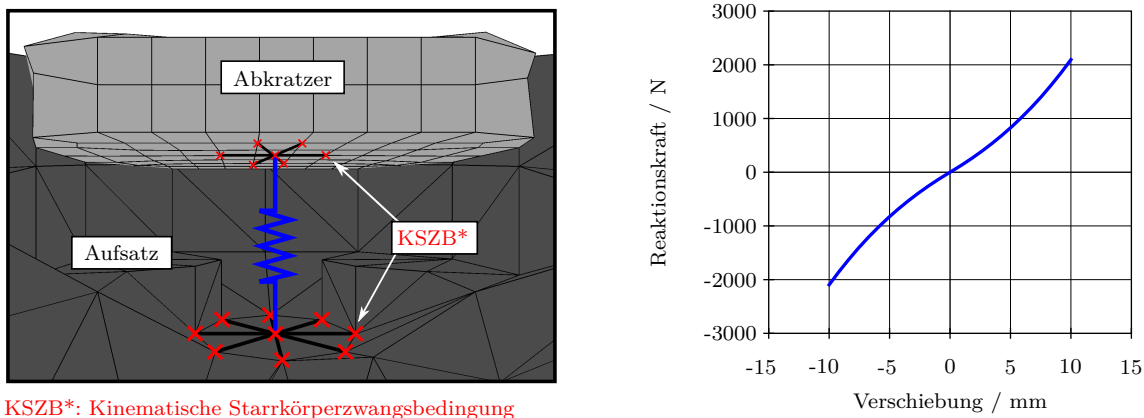 Abkratzer
Aufsatz
KSZB*
KSZB*: Kinematische Starrkörperzwangsbedingung
Reaktionskraft / N
3000
2000
1000
0
-1000
-2000
-3000
-15 -10 -5 0 5 10 15
Verschiebung / mm